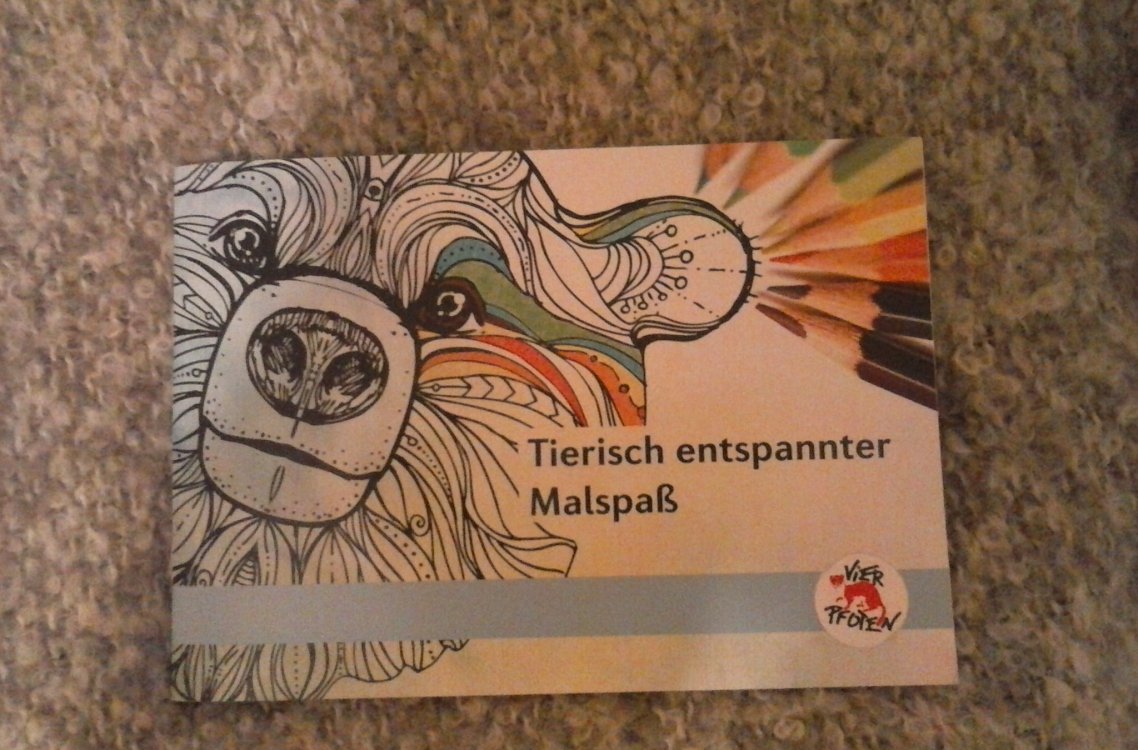 Tierisch entspannter
Malspaß
VIER
PFOTEN